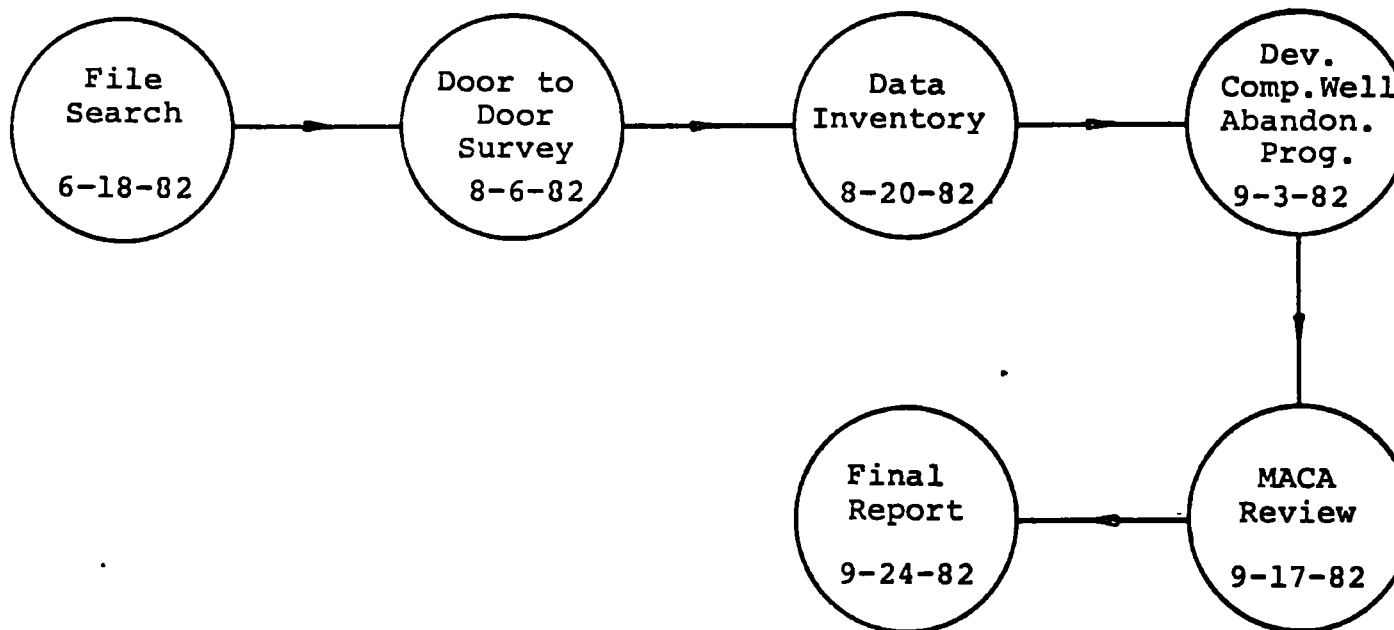 File
Search
6-18-82
Door to
Door
Survey
8-6-82
Data
Inventory
8-20-82
Dev.
Comp.Well
Abandon.
Prog.
9-3-82
MACA
Review
9-17-82
Final
Report
9-24-82